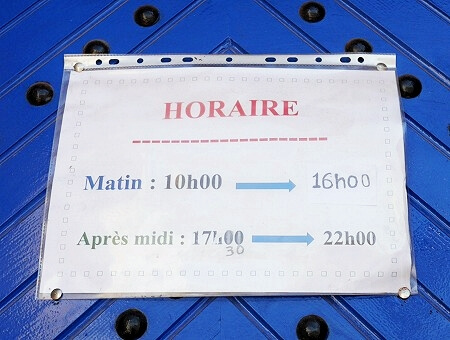 HORAIRE
Matin : 10h00 16h00
Après midi : 17h00 22h00
30